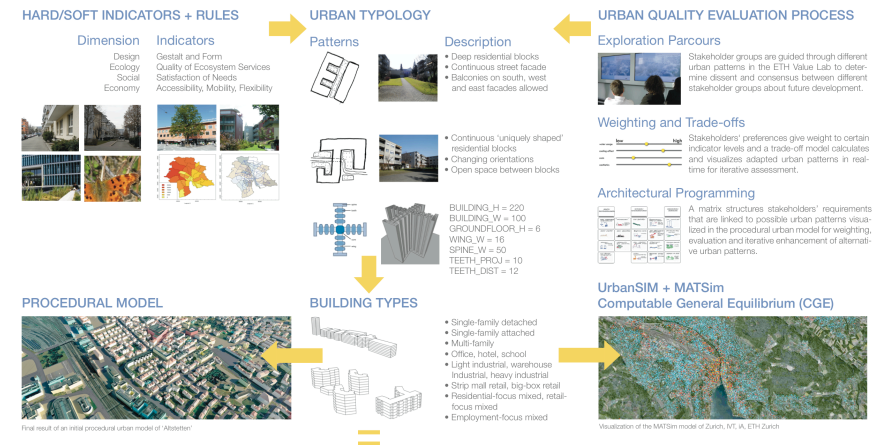 HARD/SOFT INDICATORS + RULES
Dimension
Indicators
Design
Gestalt and Form
Ecology
Quality of Ecosystem Services
Social
Satisfaction of Needs
Economy
Accessibility, Mobility, Flexibility
URBAN TYPOLOGY
Patterns
Description
• Deep residential blocks
• Continuous street facade
• Balconies on south, west
and east facades allowed
• Continuous 'uniquely shaped'
residential blocks
• Changing orientations
• Open space between blocks
BUILDING_H = 220
BUILDING_W = 100
GROUNDFLOOR_H = 6
WING_W = 16
SPINE_W = 50
TEETH_PROJ = 10
TEETH_DIST = 12
URBAN QUALITY EVALUATION PROCESS
Exploration Parcours
Stakeholder groups are guided through different
urban patterns in the ETH Value Lab to deter-
mine dissent and consensus between different
stakeholder groups about future development.
Weighting and Trade-offs
low
high
Stakeholders' preferences give weight to certain
indicator levels and a trade-off model calculates
and visualizes adapted urban patterns in real-
time for iterative assessment.
Architectural Programming
A matrix structures stakeholders' requirements
that are linked to possible urban patterns visua-
lized in the procedural urban model for weighting,
evaluation and iterative enhancement of alternati-
ve urban patterns.
PROCEDURAL MODEL
Final result of an initial procedural urban model of 'Altstetten'
BUILDING TYPES
• Single-family detached
• Single-family attached
• Multi-family
• Office, hotel, school
• Light industrial, warehouse
Industrial, heavy industrial
• Strip mall retail, big-box retail
• Residential-focus mixed, retail-
focus mixed
• Employment-focus mixed
UrbanSIM + MATSim
Computable General Equilibrium (CGE)
Visualization of the MATSim model of Zurich, IVT, iA, ETH Zurich